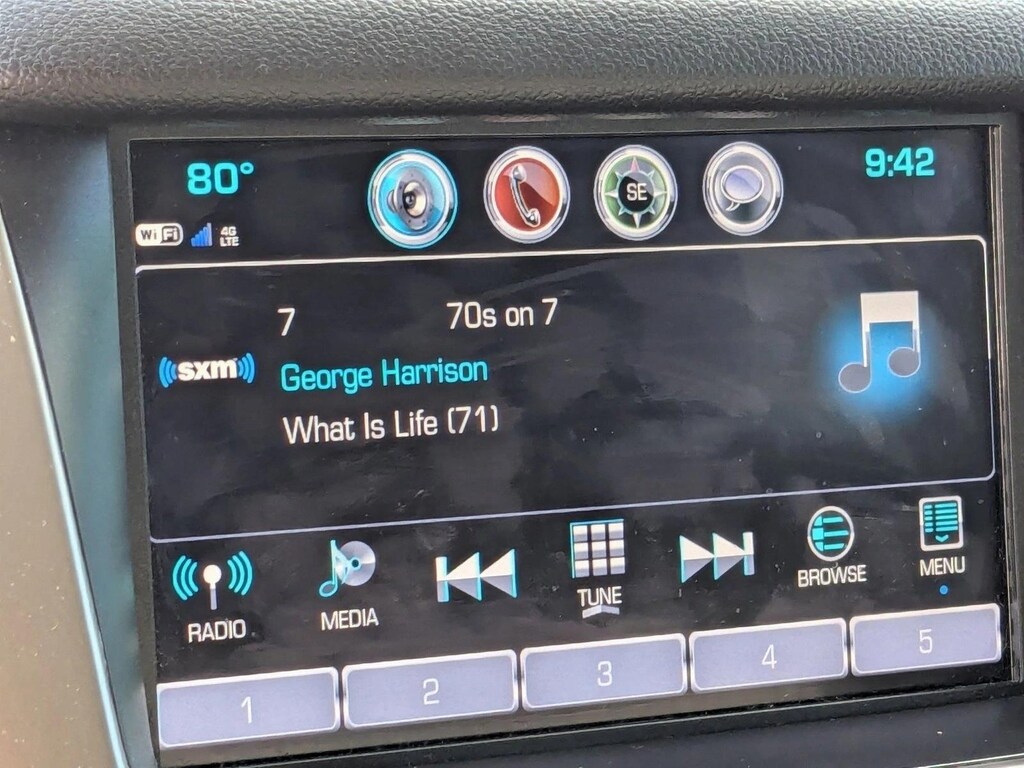 80°
SE
9:42
WiFi
4G
LTE
7 70s on 7
sxm
George Harrison
What Is Life (71)
RADIO
MEDIA
TUNE
BROWSE
MENU
1 2 3 4 5